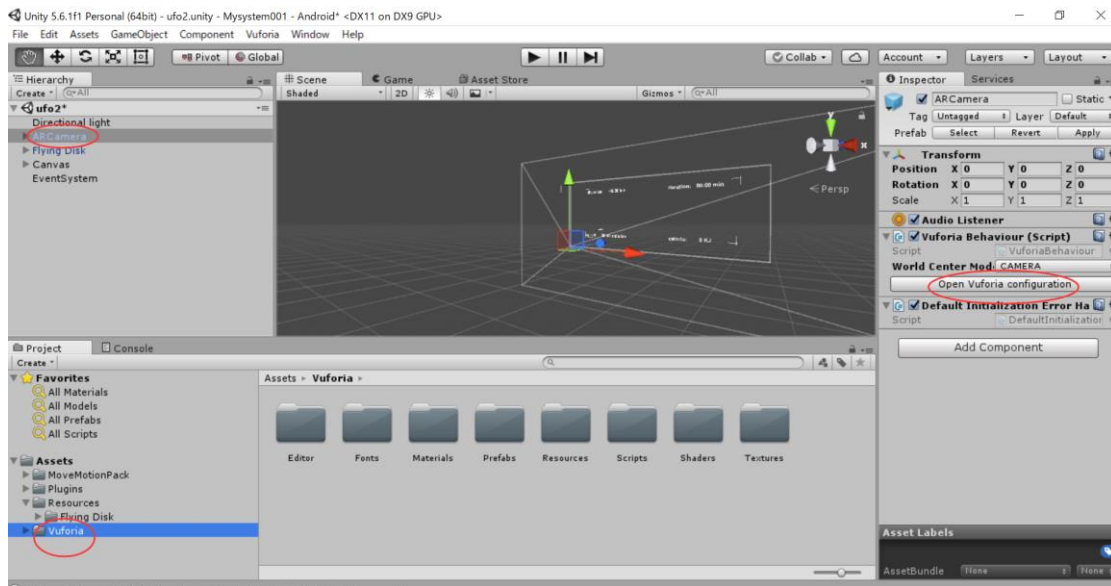 Unity 5.6.1f1 Personal (64bit) - ufo2.unity - Mysystem001 - Android* <DX11 on DX9 GPU>
File Edit Assets GameObject Component Vuforia Window Help
Pivot Global Collab Account Layers Layout
Hierarchy
Create All
ufo2*
Directional light
ARCamera
Flying Disk
Canvas
EventSystem
Scene Game Asset Store
Shaded 2D Gizmos All
y
x
Persp
Inspector Services
ARCamera Static
Tag Untagged Layer Default
Prefab Select Revert Apply
Transform
Position X 0 Y 0 Z 0
Rotation X 0 Y 0 Z 0
Scale X 1 Y 1 Z 1
Audio Listener
Vuforia Behaviour (Script)
Script VuforiaBehaviour
World Center Mod CAMERA
Open Vuforia configuration
Default Initialization Error Ha
Script DefaultInitialization
Add Component
Project Console
Create
Favorites
All Materials
All Models
All Prefabs
All Scripts
Assets
MoveMotionPack
Plugins
Resources
Flying Disk
Vuforia
Assets Vuforia
Editor Fonts Materials Prefabs Resources Scripts Shaders Textures
Asset Labels
AssetBundle None None